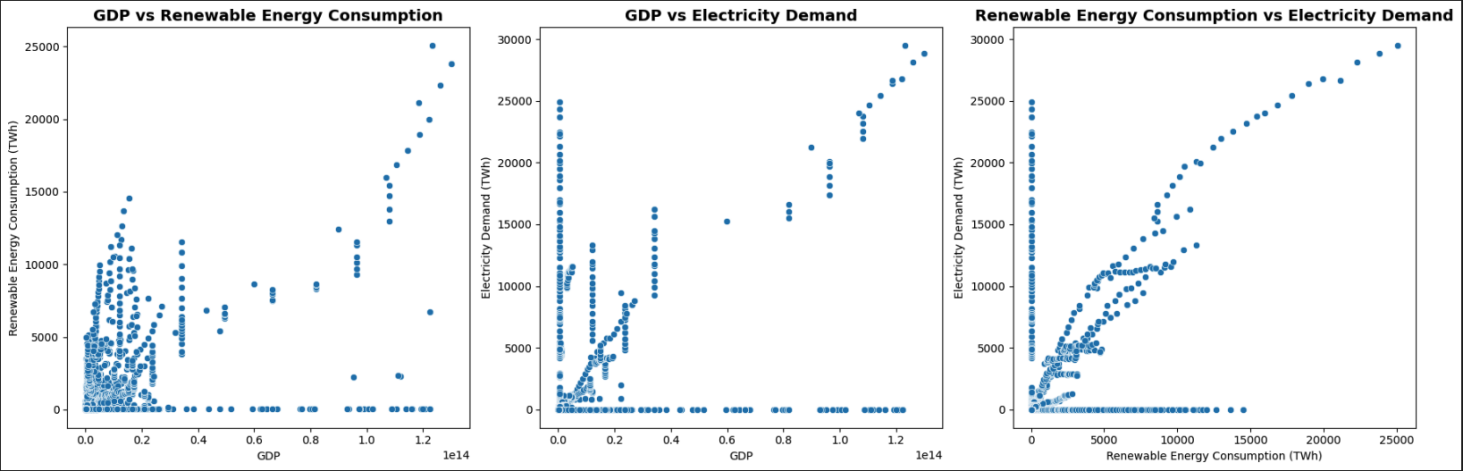 GDP vs Renewable Energy Consumption
Renewable Energy Consumption (TWh)
25000
20000
15000
10000
5000
0
0.0 0.2 0.4 0.6 0.8 1.0 1.2
1e14
GDP
GDP vs Electricity Demand
Electricity Demand (TWh)
30000
25000
20000
15000
10000
5000
0
0.0 0.2 0.4 0.6 0.8 1.0 1.2
1e14
GDP
Renewable Energy Consumption vs Electricity Demand
Electricity Demand (TWh)
30000
25000
20000
15000
10000
5000
0
0 5000 10000 15000 20000 25000
Renewable Energy Consumption (TWh)